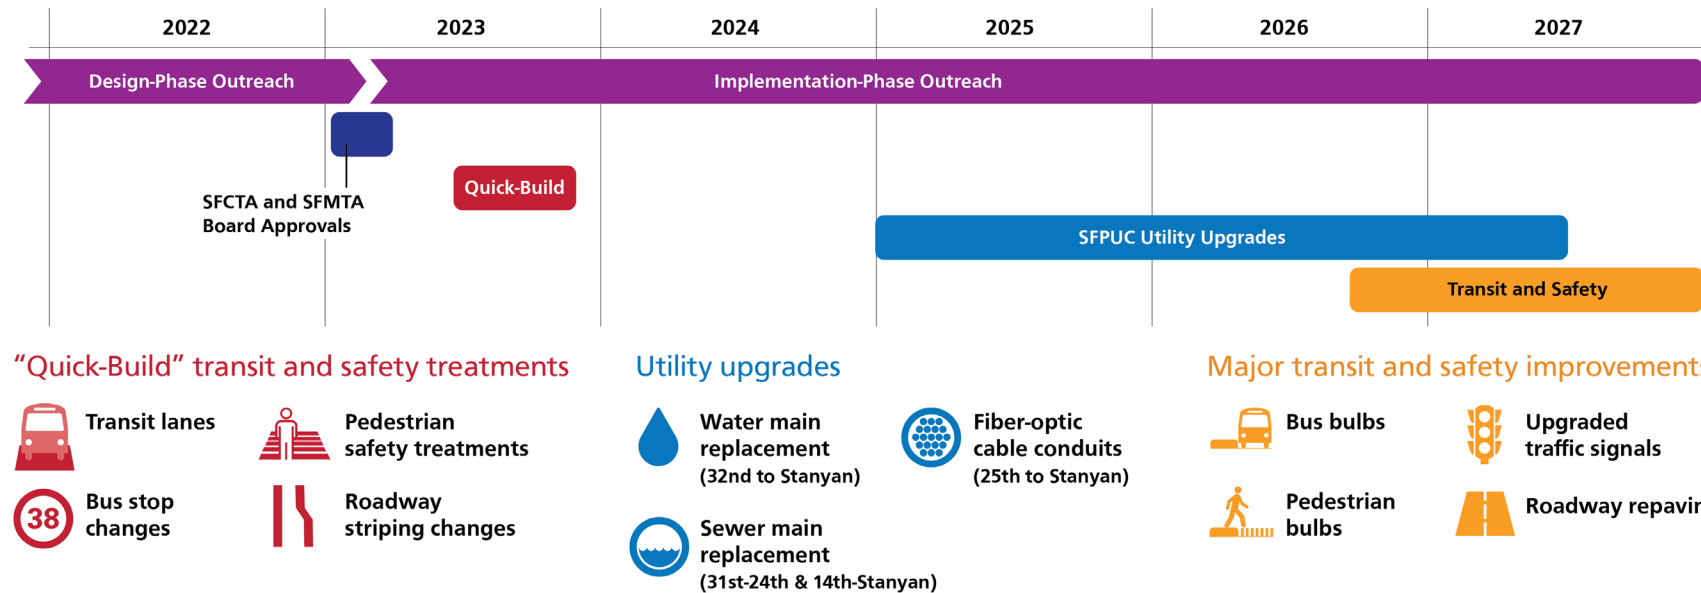 2022 2023 2024 2025 2026 2027
Design-Phase Outreach Implementation-Phase Outreach
SFCTA and SFMTA
Board Approvals
Quick-Build
SFPUC Utility Upgrades
Transit and Safety
“Quick-Build” transit and safety treatments
Transit lanes
Pedestrian
safety treatments
38
Bus stop
changes
Roadway
striping changes
Utility upgrades
Water main
replacement
(32nd to Stanyan)
Fiber-optic
cable conduits
(25th to Stanyan)
Sewer main
replacement
(31st-24th & 14th-Stanyan)
Major transit and safety improvements
Bus bulbs
Upgraded
traffic signals
Pedestrian
bulbs
Roadway repavin